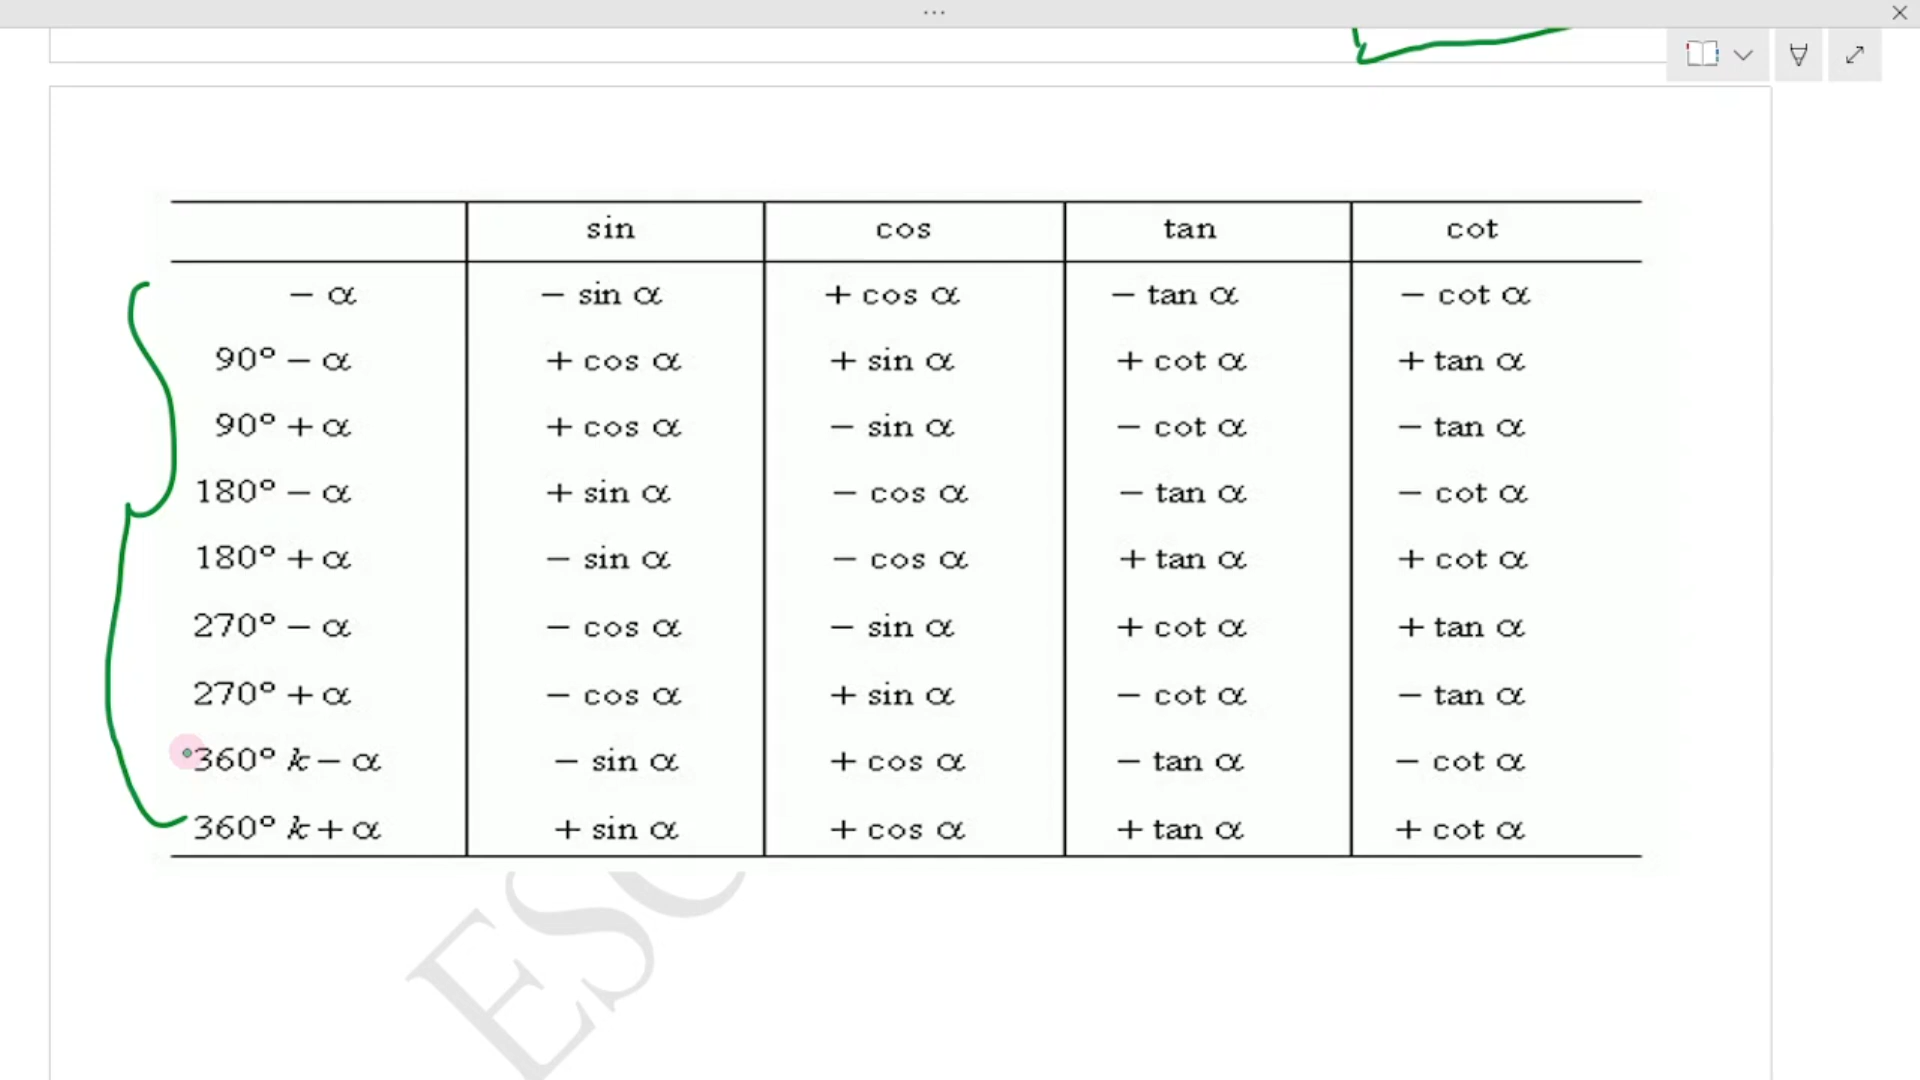 sin cos tan cot
− α − sin α + cos α − tan α − cot α
90° − α + cos α + sin α + cot α + tan α
90° + α + cos α − sin α − cot α − tan α
180° − α + sin α − cos α − tan α − cot α
180° + α − sin α − cos α + tan α + cot α
270° − α − cos α − sin α + cot α + tan α
270° + α − cos α + sin α − cot α − tan α
360° k − α − sin α + cos α − tan α − cot α
360° k + α + sin α + cos α + tan α + cot α